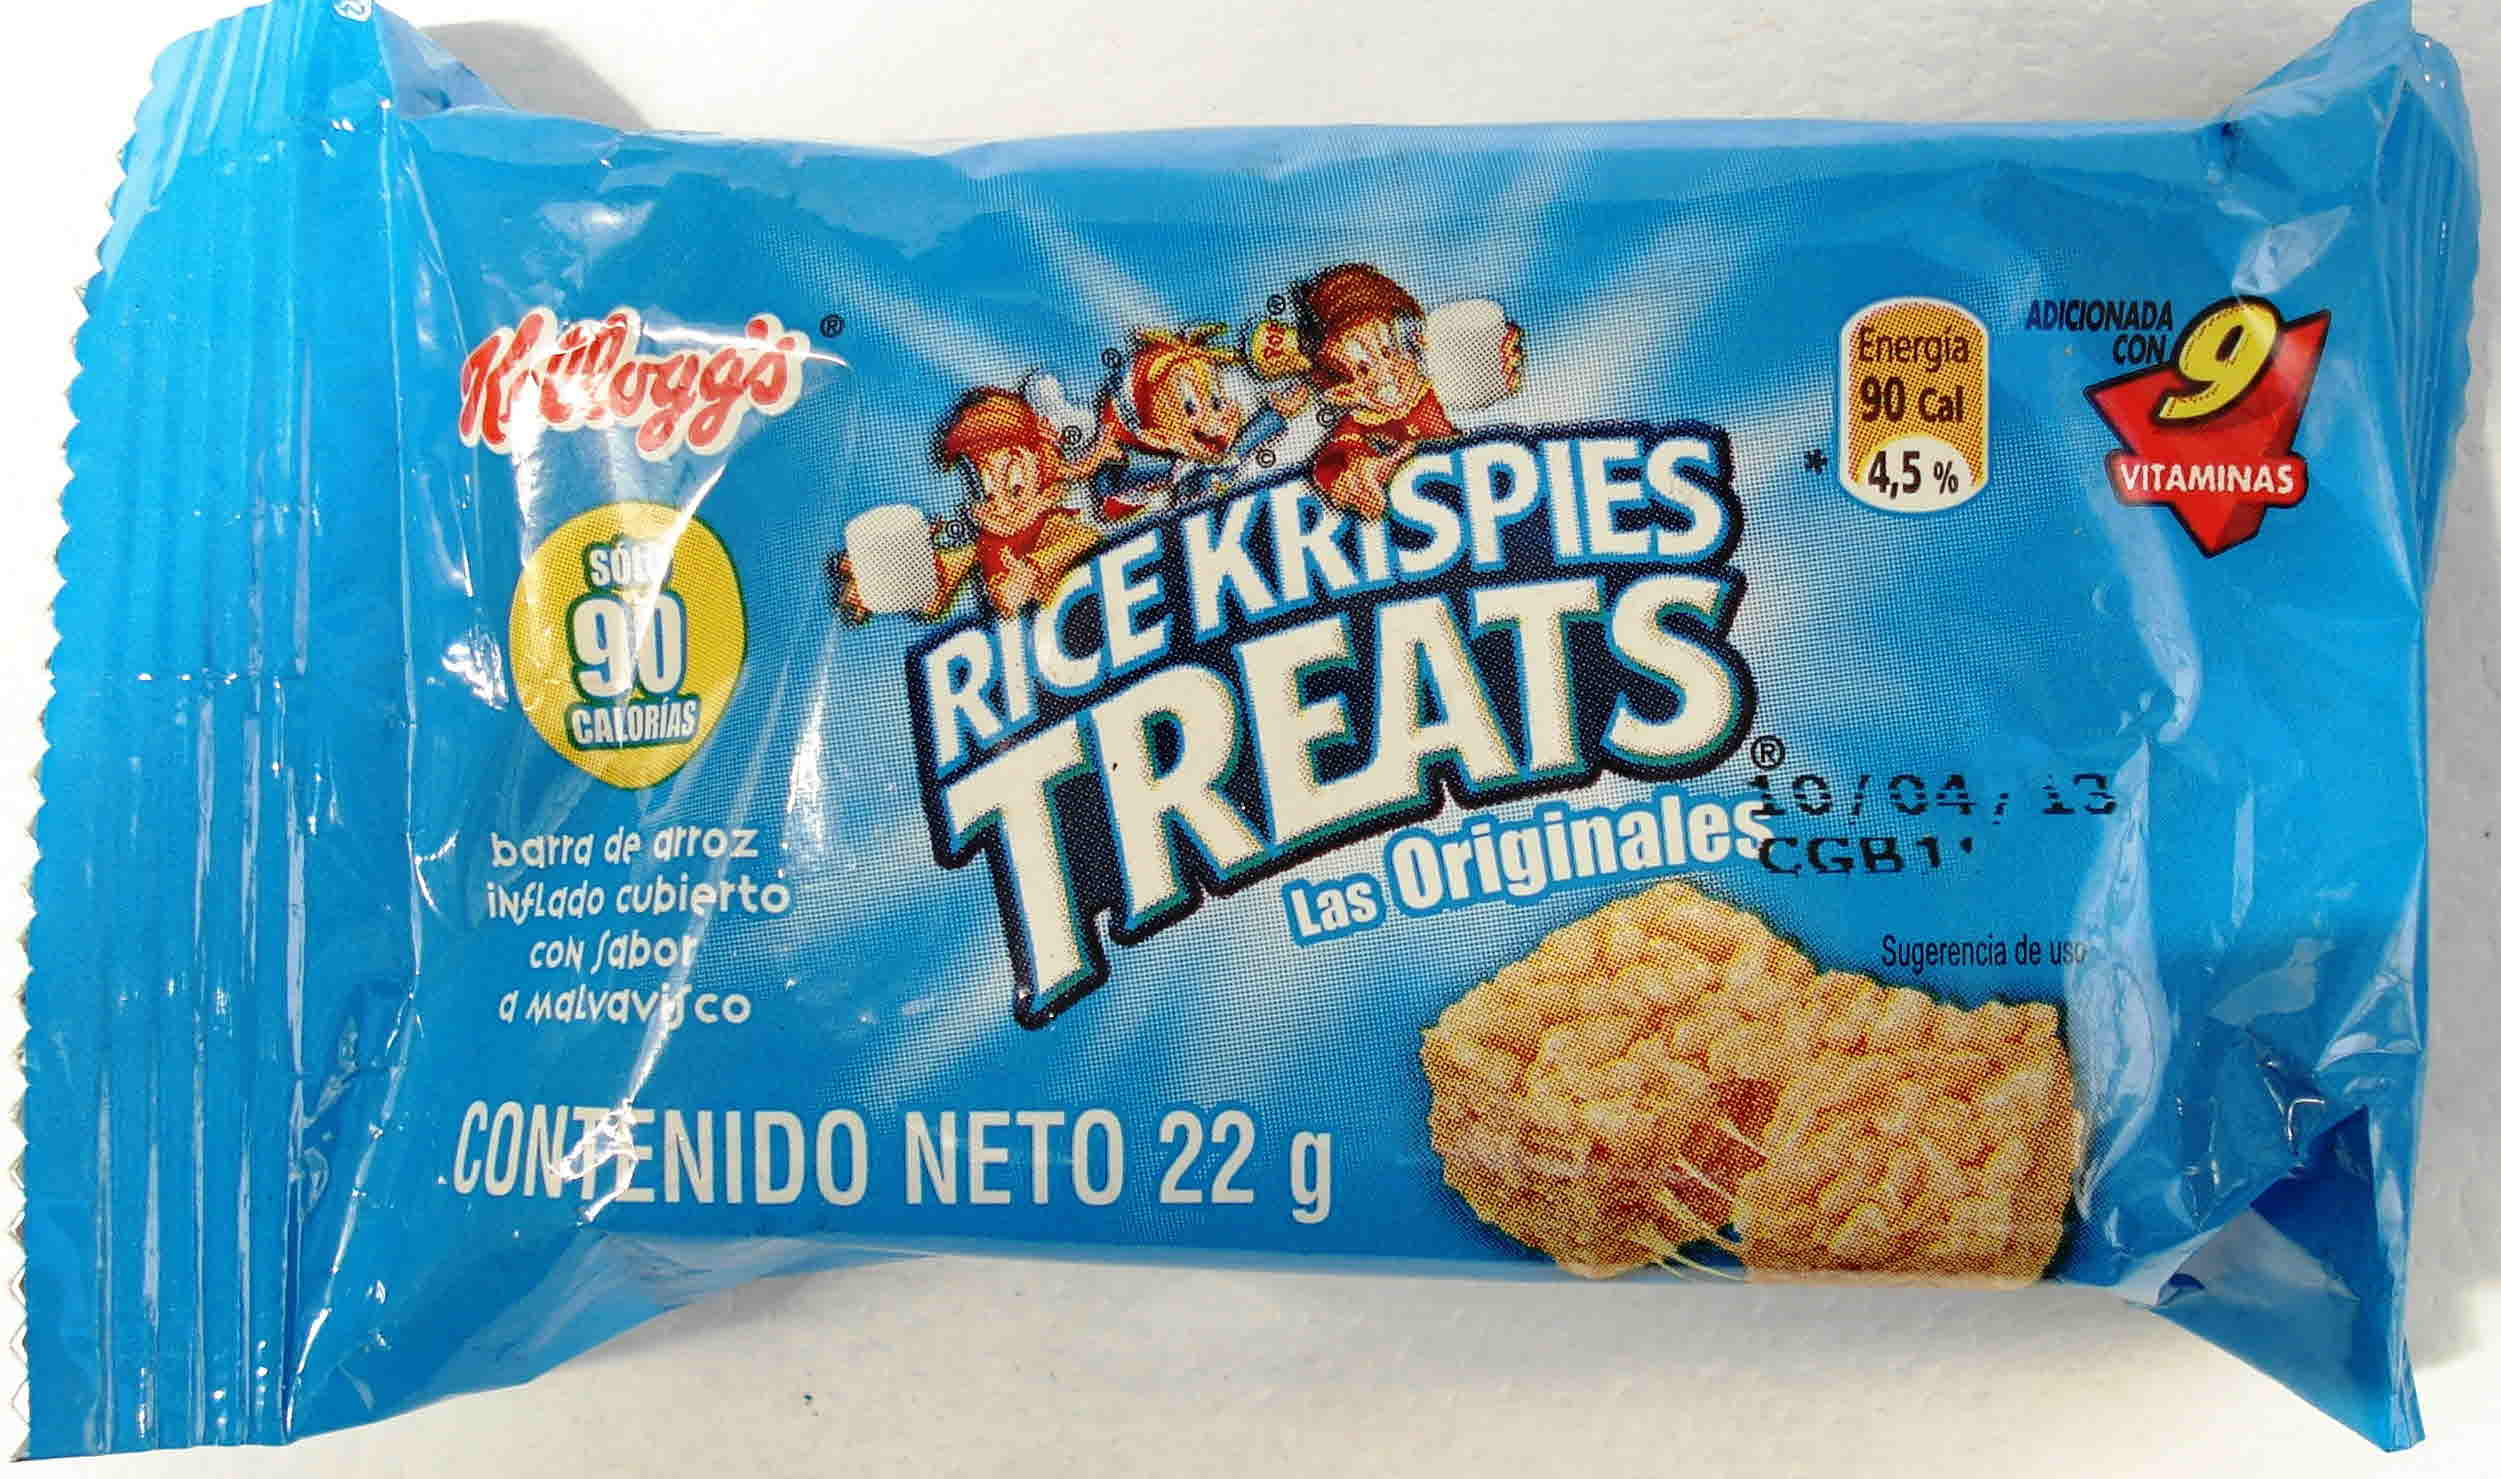 Kellogg's®
SÓLO
90
CALORÍAS
barra de arroz
inflado cubierto
con sabor
a malvavisco
CONTENIDO NETO 22 g
RICE KRISPIES
TREATS®
Las Originales
Energía
90 Cal
* 4,5 %
ADICIONADA
CON 9
VITAMINAS
10/04/13
CGB1
Sugerencia de uso